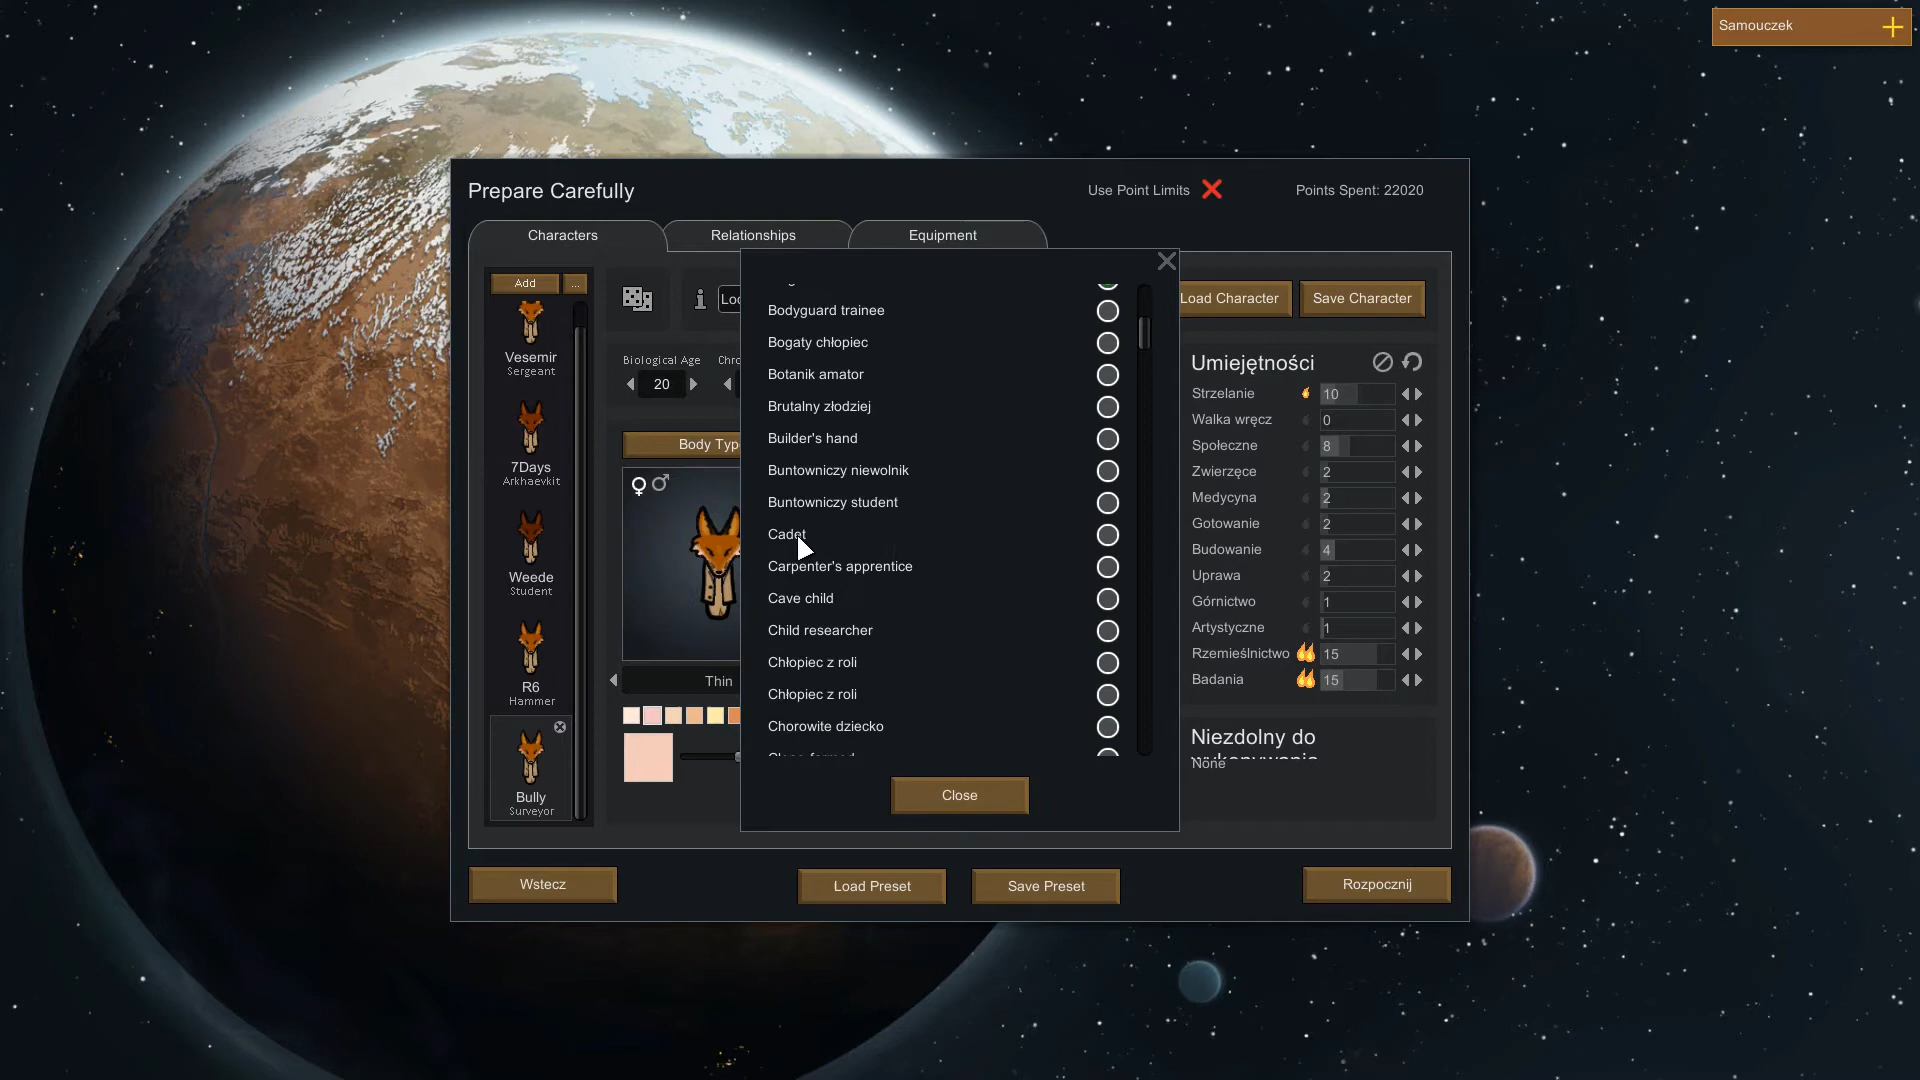 Samouczek
Prepare Carefully
Use Point Limits
Points Spent: 22020
Characters
Relationships
Equipment
Add
...
Loc
Load Character
Save Character
Vesemir
Sergeant
7Days
Arkhaevkit
Weede
Student
R6
Hammer
Bully
Surveyor
Biological Age
Chro
20
Body Typ
Thin
Bodyguard trainee
Bogaty chłopiec
Botanik amator
Brutalny złodziej
Builder's hand
Buntowniczy niewolnik
Buntowniczy student
Cadet
Carpenter's apprentice
Cave child
Child researcher
Chłopiec z roli
Chłopiec z roli
Chorowite dziecko
Close
Umiejętności
Strzelanie 10
Walka wręcz 0
Społeczne 8
Zwierzęce 2
Medycyna 2
Gotowanie 2
Budowanie 4
Uprawa 2
Górnictwo 1
Artystyczne 1
Rzemieślnictwo 15
Badania 15
Niezdolny do
wykonywania
None
Wstecz
Load Preset
Save Preset
Rozpocznij